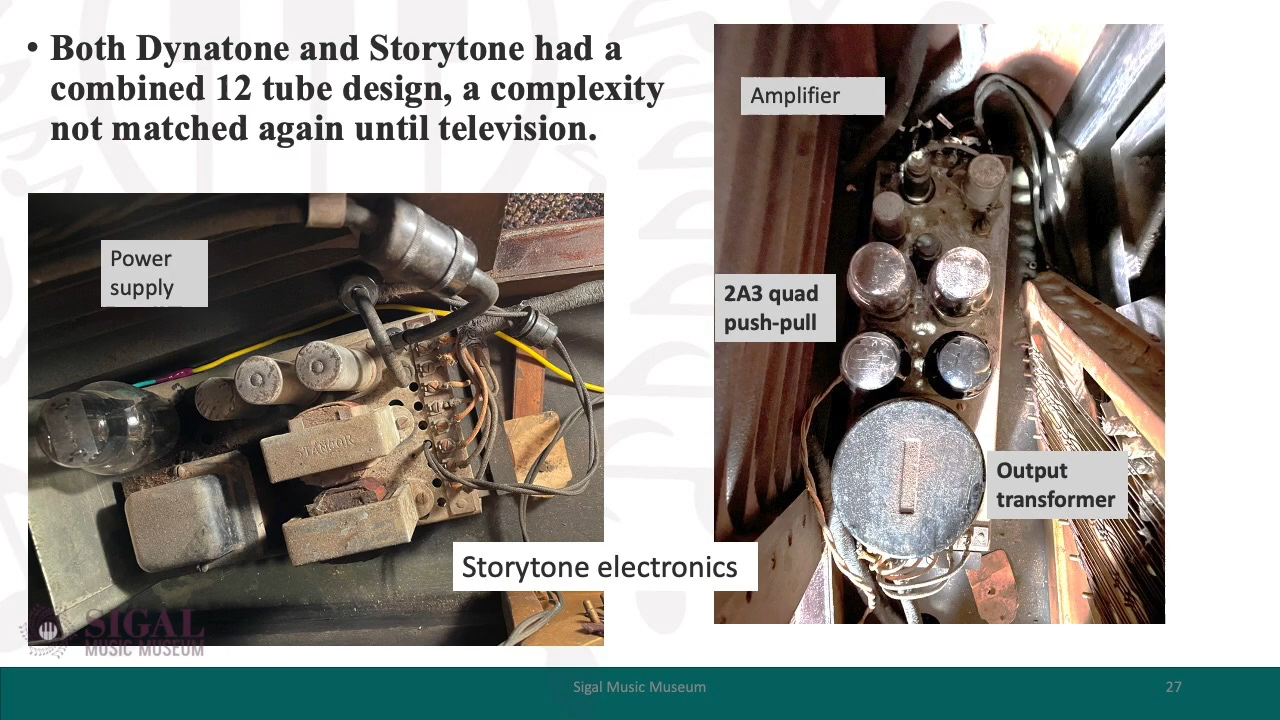 • Both Dynatone and Storytone had a
combined 12 tube design, a complexity
not matched again until television.
Amplifier
Power
supply
STANCOR
2A3 quad
push-pull
Output
transformer
Storytone electronics
SIGAL
MUSIC MUSEUM
Sigal Music Museum
27